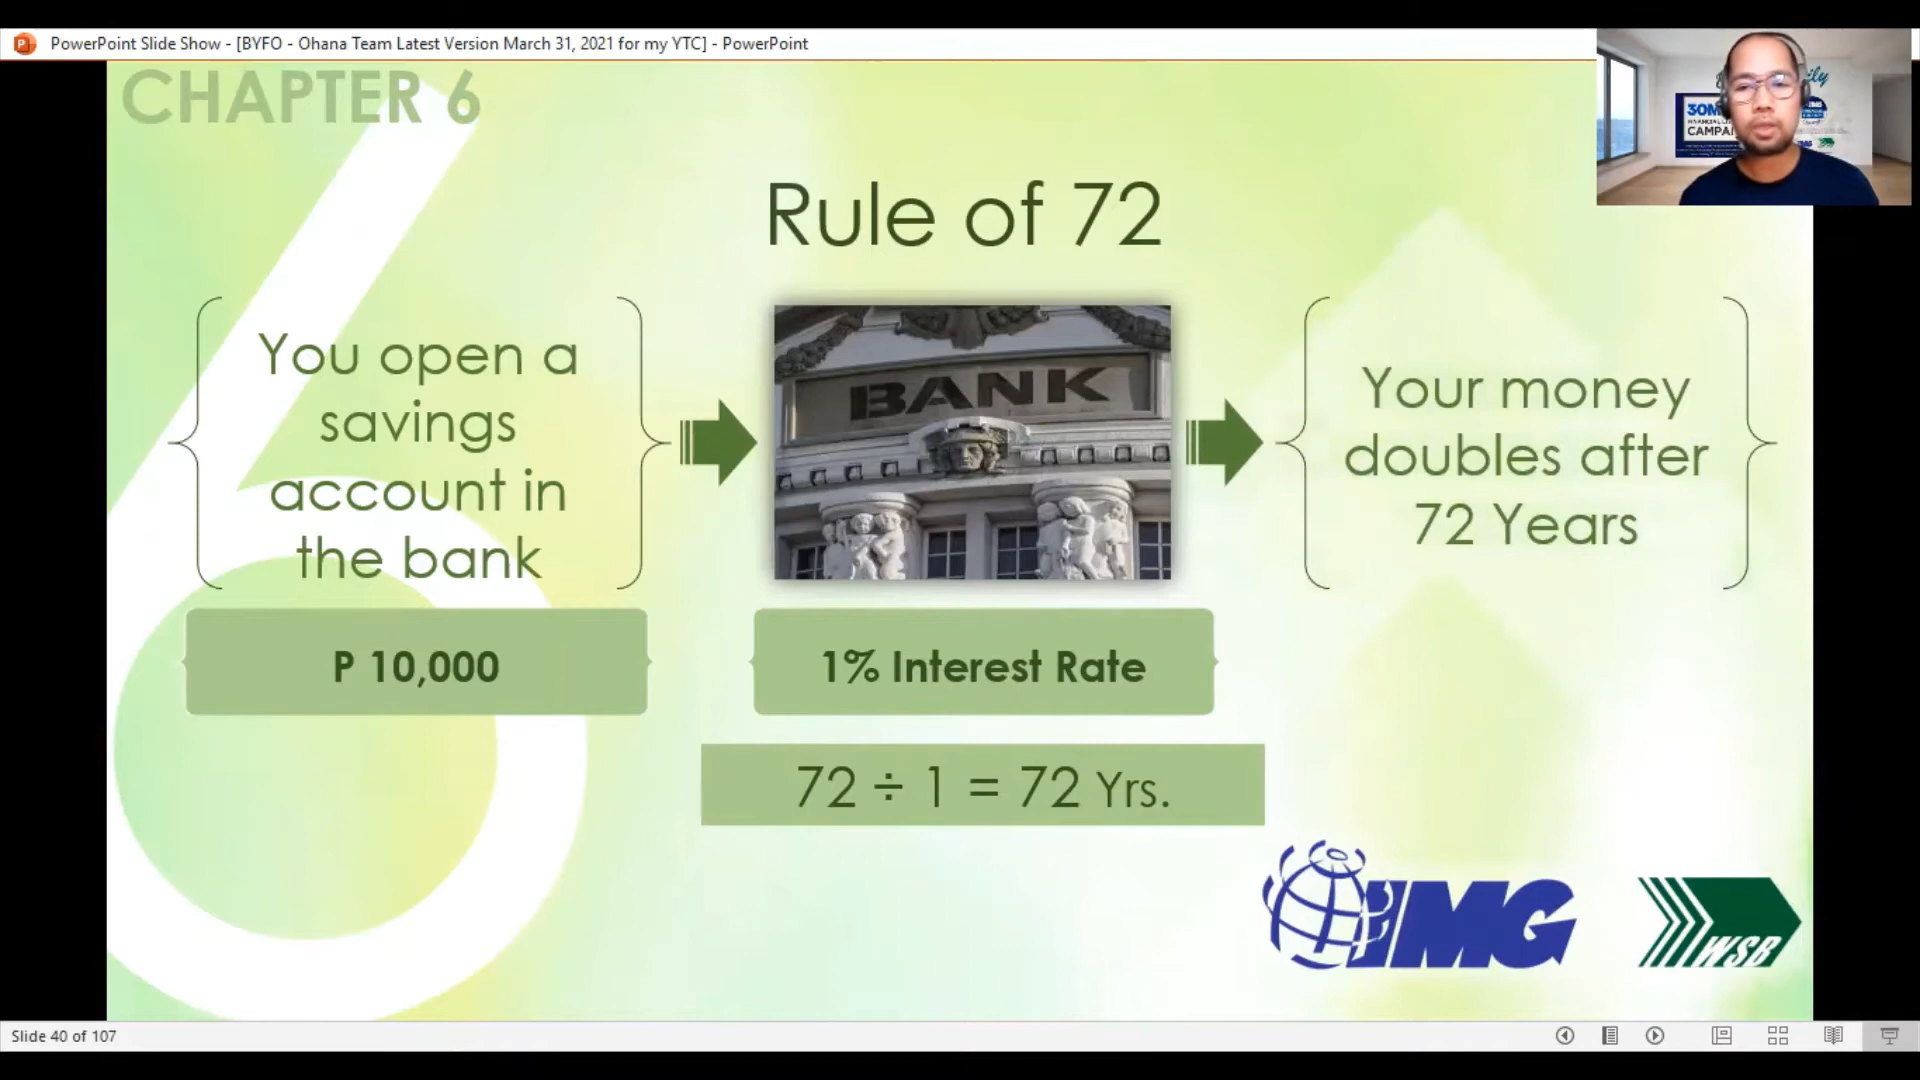 PowerPoint Slide Show - [BYFO - Ohana Team Latest Version March 31, 2021 for my YTC] - PowerPoint
CHAPTER 6
Rule of 72
You open a
savings
account in
the bank
BANK
Your money
doubles after
72 Years
P 10,000
1% Interest Rate
72 ÷ 1 = 72 Yrs.
IMG
WSB
Slide 40 of 107